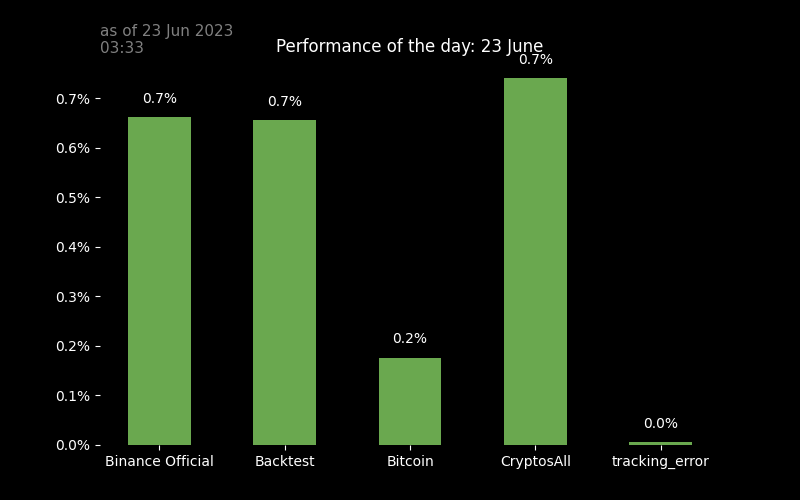 as of 23 Jun 2023
03:33
Performance of the day: 23 June
0.7%
0.7%
0.7%
0.2%
0.0%
0.7%
0.6%
0.5%
0.4%
0.3%
0.2%
0.1%
0.0%
Binance Official
Backtest
Bitcoin
CryptosAll
tracking_error